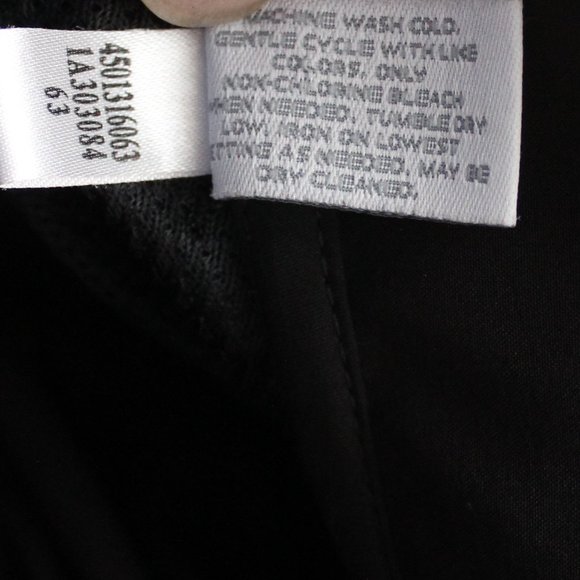 4501316063
1A303084
63
MACHINE WASH COLD,
GENTLE CYCLE WITH LIKE
COLORS, ONLY
NON-CHLORINE BLEACH
WHEN NEEDED. TUMBLE DRY
LOW, IRON ON LOWEST
SETTING AS NEEDED, MAY BE
DRY CLEANED.